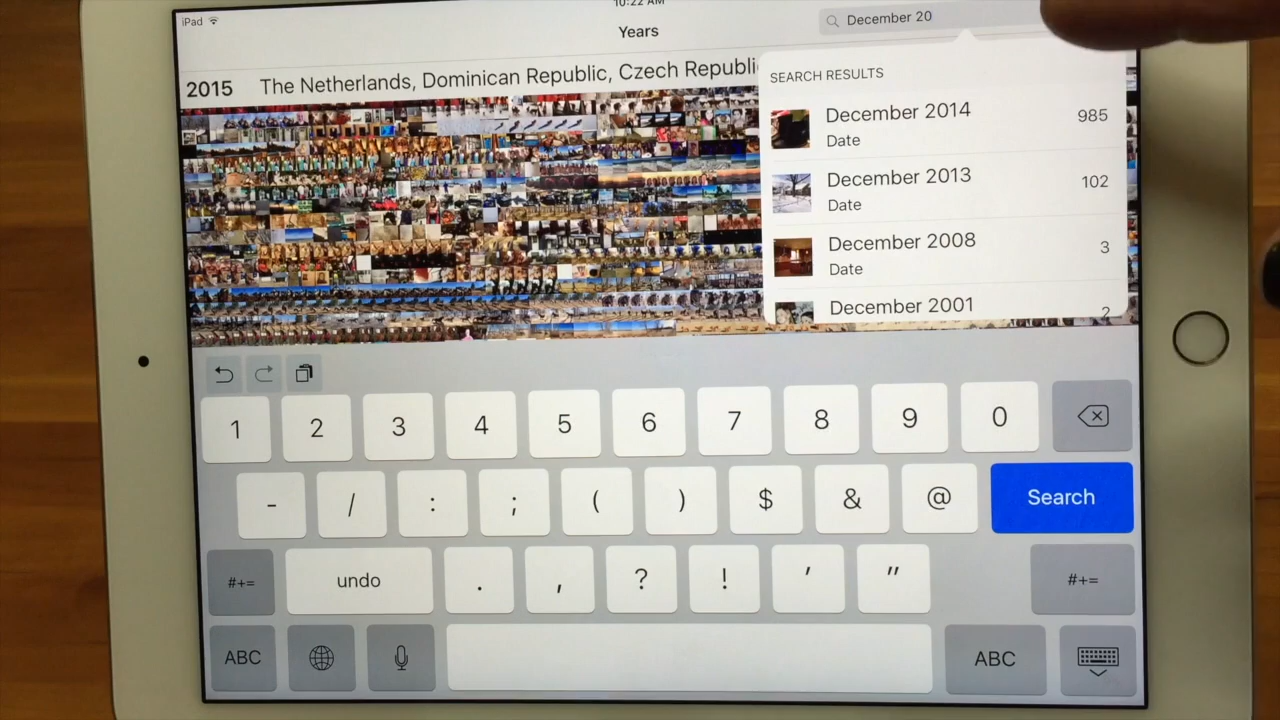 10:22 AM
iPad
Years
December 20
2015 The Netherlands, Dominican Republic, Czech Republi
SEARCH RESULTS
December 2014
Date
985
December 2013
Date
102
December 2008
Date
3
December 2001
2
1 2 3 4 5 6 7 8 9 0
- / : ; ( ) $ & @ Search
#+= undo . , ? ! ' " #+=
ABC ABC